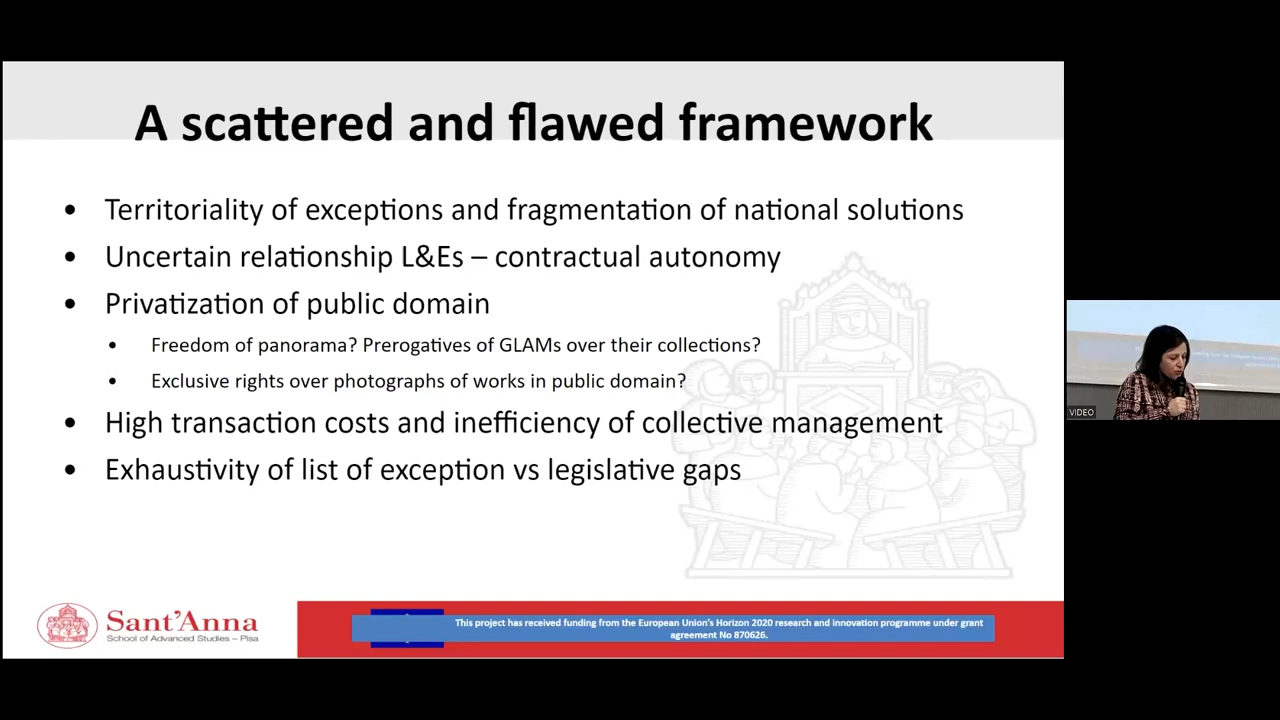 A scattered and flawed framework
• Territoriality of exceptions and fragmentation of national solutions
• Uncertain relationship L&Es – contractual autonomy
• Privatization of public domain
• Freedom of panorama? Prerogatives of GLAMs over their collections?
• Exclusive rights over photographs of works in public domain?
• High transaction costs and inefficiency of collective management
• Exhaustivity of list of exception vs legislative gaps
Sant'Anna
School of Advanced Studies – Pisa
This project has received funding from the European Union's Horizon 2020 research and innovation programme under grant
agreement No 870626.
VIDEO